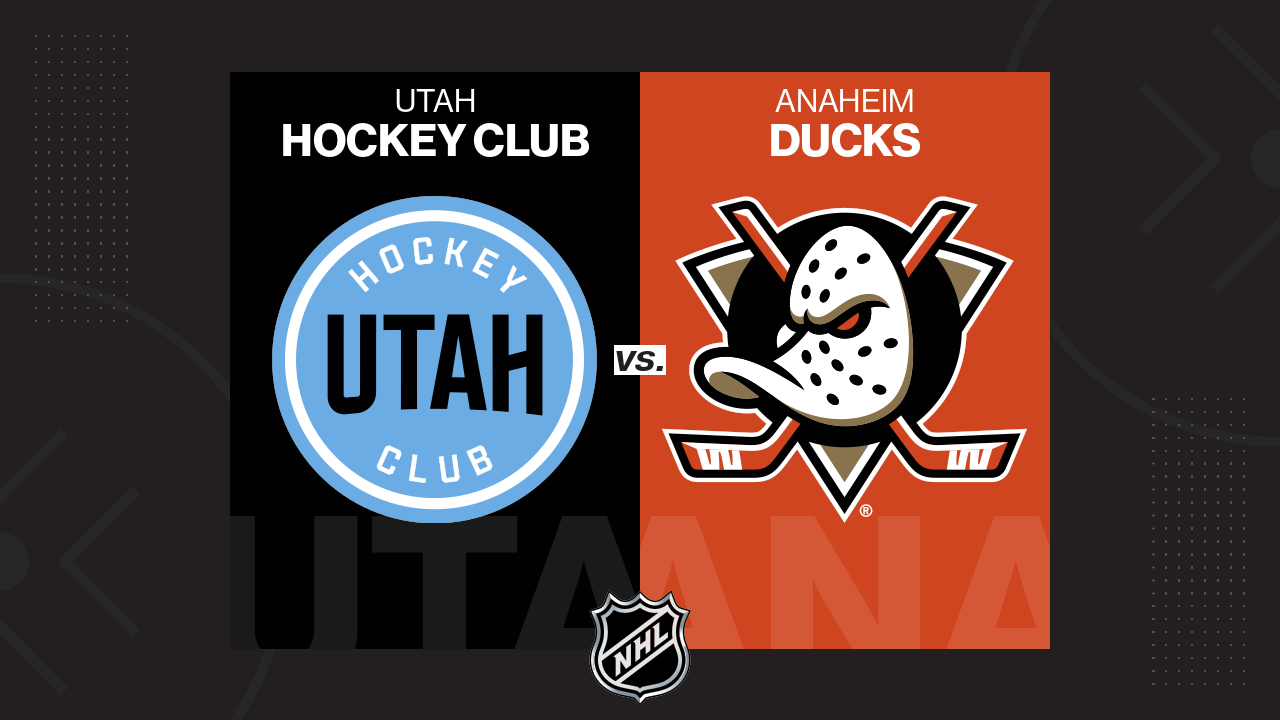 UTAH
HOCKEY CLUB
HOCKEY
UTAH
CLUB
vs.
ANAHEIM
DUCKS
®
UTA
ANA
NHL